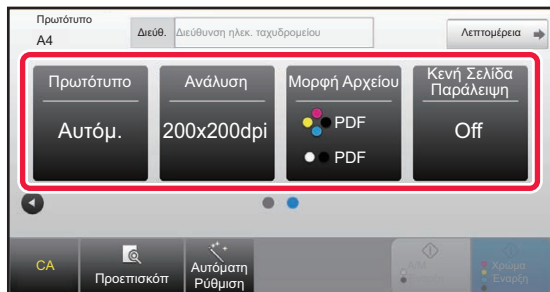 Πρωτότυπο
A4
Διεύθ.
Διεύθυνση ηλεκ. ταχυδρομείου
Λεπτομέρεια
Πρωτότυπο
Αυτόμ.
Ανάλυση
200x200dpi
Μορφή Αρχείου
PDF
PDF
Κενή Σελίδα
Παράλειψη
Off
CA
Προεπισκόπ
Αυτόματη
Ρύθμιση
Χρώμα
Έναρξη